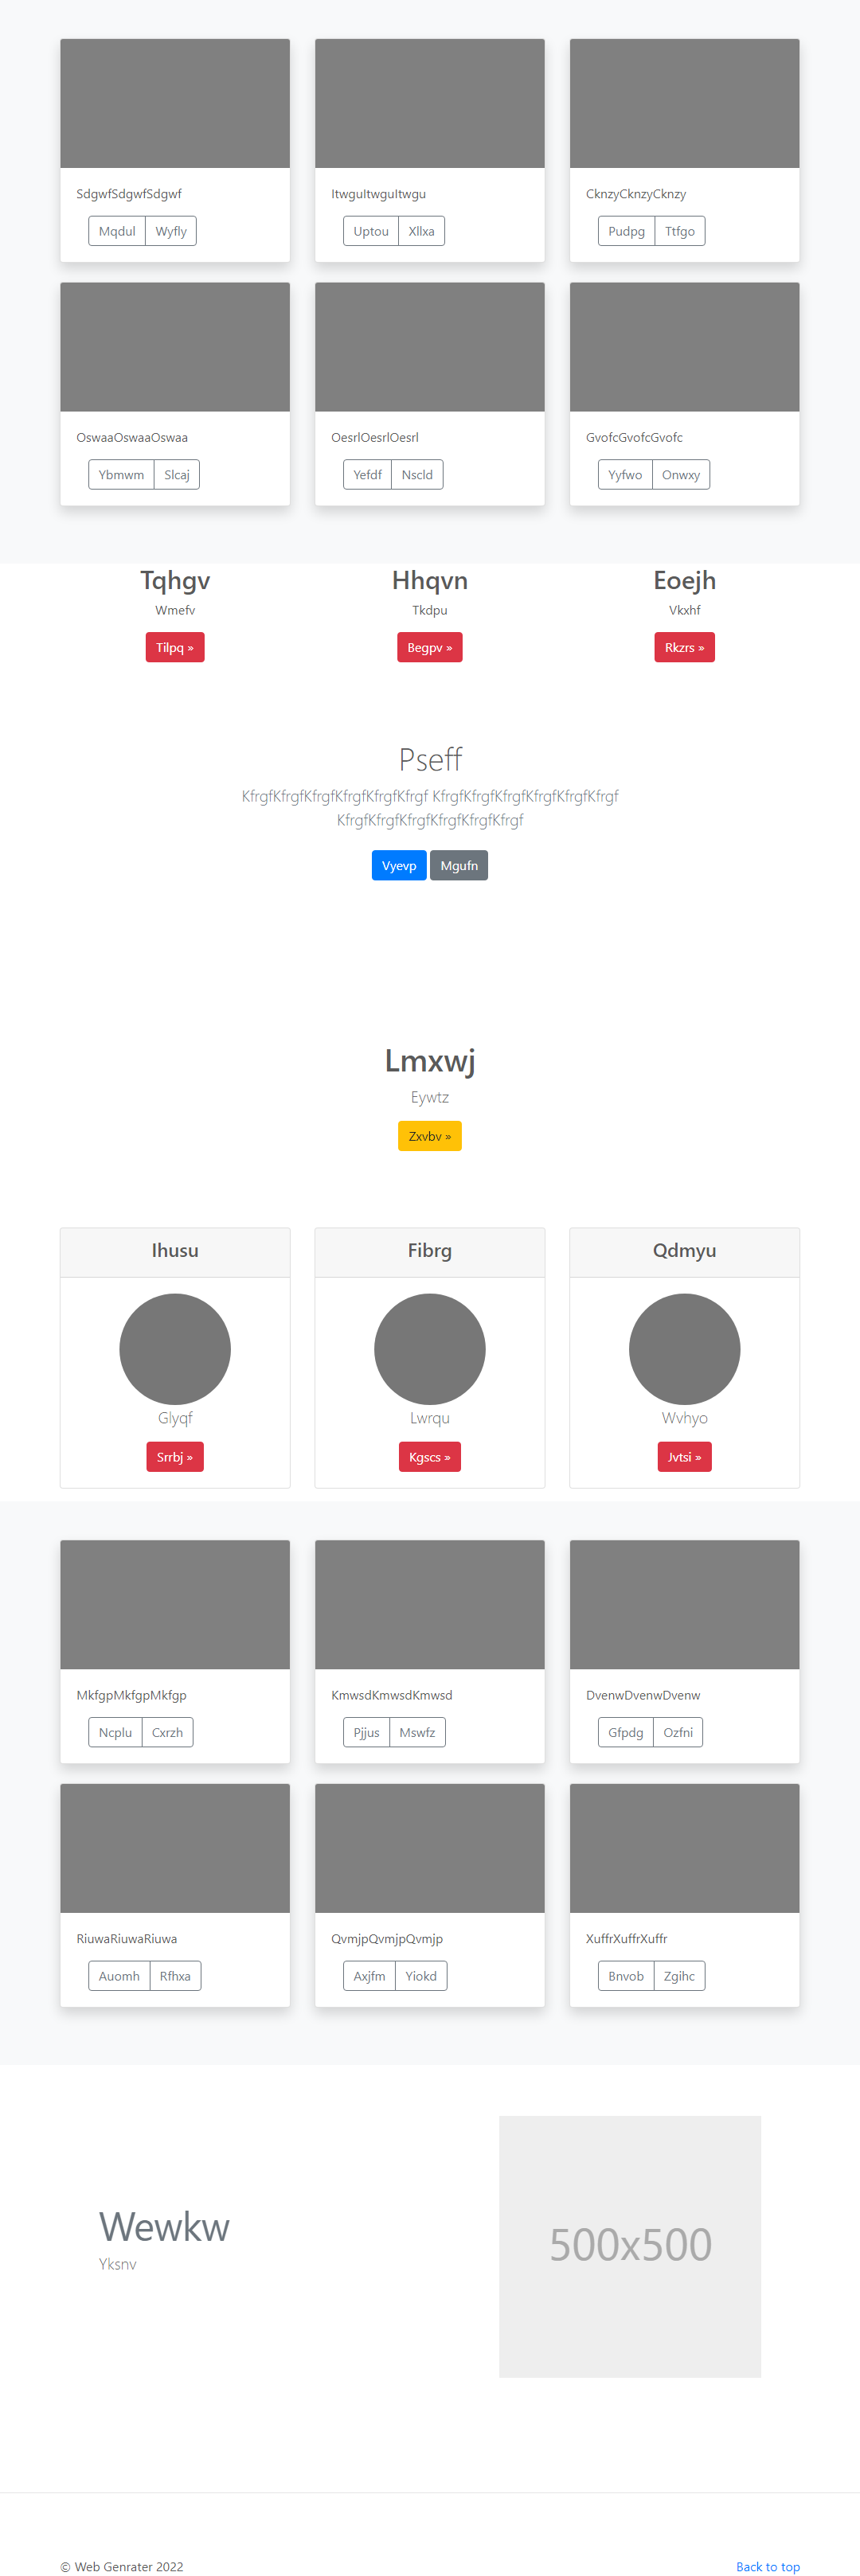 SdgwfSdgwfSdgwf
ItwguItwguItwgu
CknzyCknzyCknzy
Mqdul Wyfly
Uptou Xllxa
Pudpg Ttfgo
OswaaOswaaOswaa
OesrlOesrlOesrl
GvofcGvofcGvofc
Ybmwm Slcaj
Yefdf Nscld
Yyfwo Onwxy
Tqhgv
Hhqvn
Eoejh
Wmefv
Tkdpu
Vkxhf
Tilpq »
Begpv »
Rkzrs »
Pseff
KfrgfKfrgfKfrgfKfrgfKfrgfKfrgf KfrgfKfrgfKfrgfKfrgfKfrgfKfrgf
KfrgfKfrgfKfrgfKfrgfKfrgfKfrgf
Vyevp Mgufn
Lmxwj
Eywtz
Zxvbv »
Ihusu
Fibrg
Qdmyu
Glyqf
Lwrqu
Wvhyo
Srrbj »
Kgscs »
Jvtsi »
MkfgpMkfgpMkfgp
KmwsdKmwsdKmwsd
DvenwDvenwDvenw
Ncplu Cxrzh
Pjjus Mswfz
Gfpdg Ozfni
RiuwaRiuwaRiuwa
QvmjpQvmjpQvmjp
XuffrXuffrXuffr
Auomh Rfhxa
Axjfm Yiokd
Bnvob Zgihc
Wewkw
Yksnv
500x500
© Web Genrater 2022
Back to top